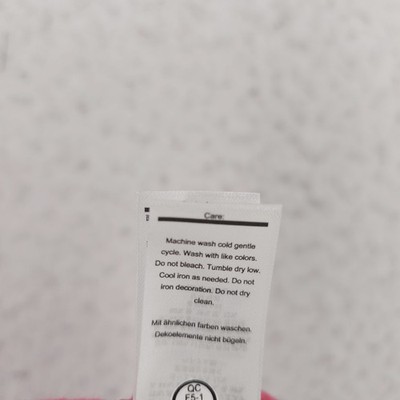 Care:
Machine wash cold gentle
cycle. Wash with like colors.
Do not bleach. Tumble dry low.
Cool iron as needed. Do not
iron decoration. Do not dry
clean.
Mit ähnlichen farben waschen.
Dekoelemente nicht bügeln.
QC
F5-1